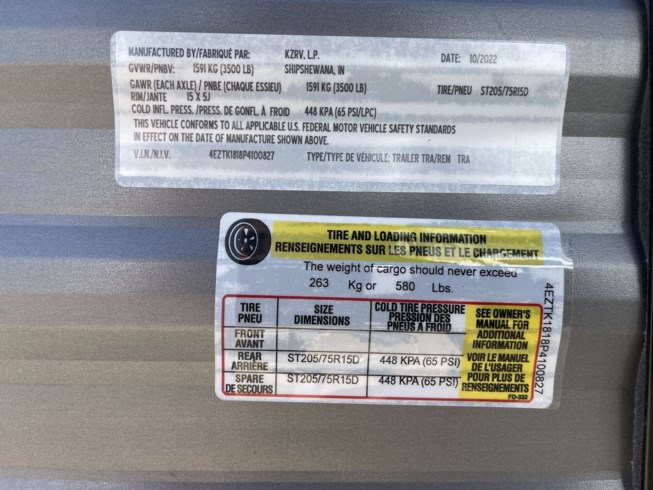 MANUFACTURED BY/FABRIQUÉ PAR: KZRV, L.P. DATE: 10/2022
GVWR/PNBV: 1591 KG (3500 LB) SHIPSHEWANA, IN
GAWR (EACH AXLE) / PNBE (CHAQUE ESSIEU) 1591 KG (3500 LB) TIRE/PNEU ST205/75R15D
RIM/JANTE 15 X 5J
COLD INFL. PRESS. /PRESS. DE GONFL. À FROID 448 KPA (65 PSI/LPC)
THIS VEHICLE CONFORMS TO ALL APPLICABLE U.S. FEDERAL MOTOR VEHICLE SAFETY STANDARDS
IN EFFECT ON THE DATE OF MANUFACTURE SHOWN ABOVE.
V.I.N./N.I.V. 4EZTK1818P4100827 TYPE/TYPE DE VÉHICULE: TRAILER TRA/REM TRA
TIRE AND LOADING INFORMATION
RENSEIGNEMENTS SUR LES PNEUS ET LE CHARGEMENT
The weight of cargo should never exceed
263 Kg or 580 Lbs.
TIRE SIZE COLD TIRE PRESSURE
PNEU DIMENSIONS PRESSION DES
PNEUS A FROID
FRONT
AVANT
REAR ST205/75R15D 448 KPA (65 PSI)
ARRIÈRE
SPARE ST205/75R15D 448 KPA (65 PSI)
DE SECOURS
SEE OWNER'S
MANUAL FOR
ADDITIONAL
INFORMATION
VOIR LE MANUEL
DE L'USAGER
POUR PLUS DE
RENSEIGNEMENTS
FD-332
4EZTK1818P4100827